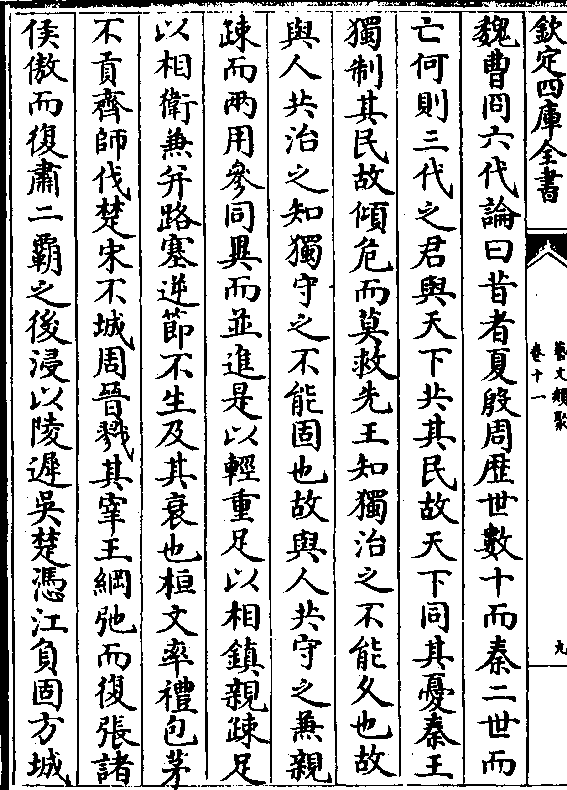 欽定四庫全書
藝文類聚
卷十一
九
魏曹冏六代論曰昔者夏殷周歴世數十而秦二世而
亡何則三代之君與天下共其民故天下同其憂秦王
獨制其民故傾危而莫救先王知獨治之不能久也故
與人共治之知獨守之不能固也故與人共守之兼親
疎而兩用參同異而並進是以輕重足以相鎮親疎足
以相衛兼并路塞逆節不生及其衰也桓文率禮包茅
不貢齊師伐楚宋不城周晉戮其宰王綱弛而復張諸
侯傲而復肅二霸之後浸以陵遲吳楚憑江負固方城